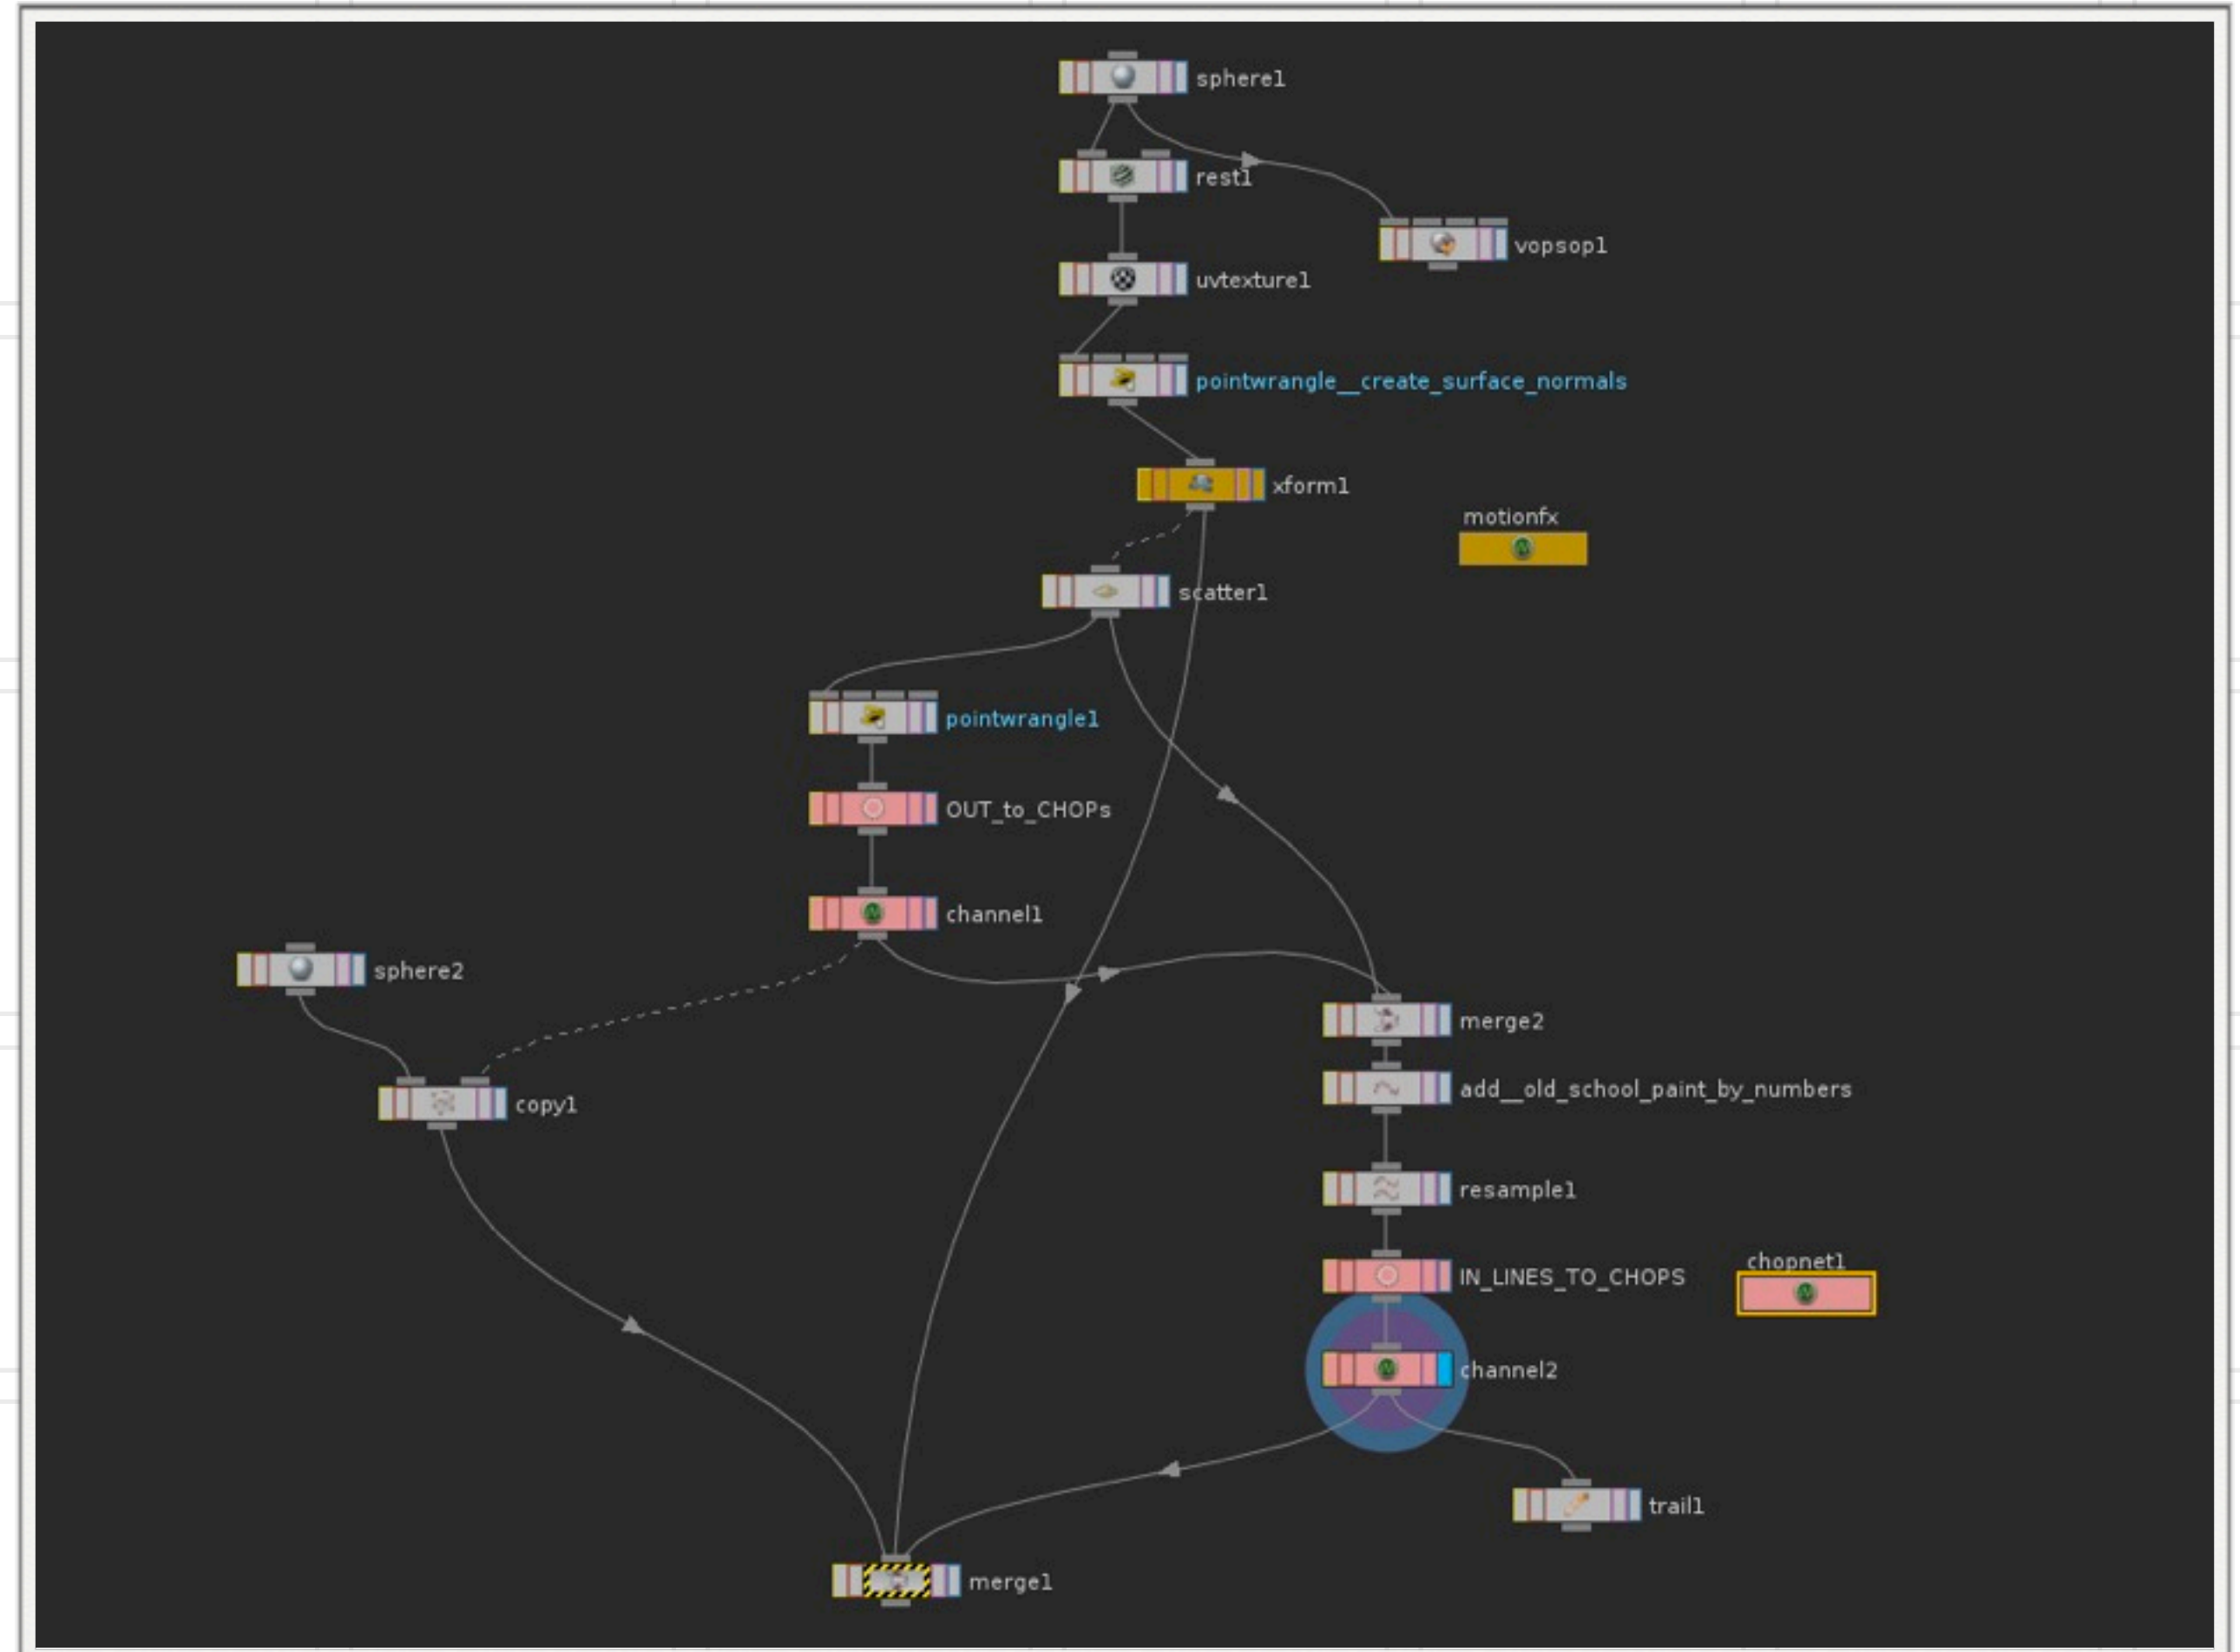 sphere1
rest1
vopsop1
uvtexture1
pointwrangle__create_surface_normals
xform1
motionfx
scatter1
pointwrangle1
OUT_to_CHOPs
channel1
sphere2
merge2
add__old_school_paint_by_numbers
copy1
resample1
chopnet1
IN_LINES_TO_CHOPS
channel2
trail1
merge1